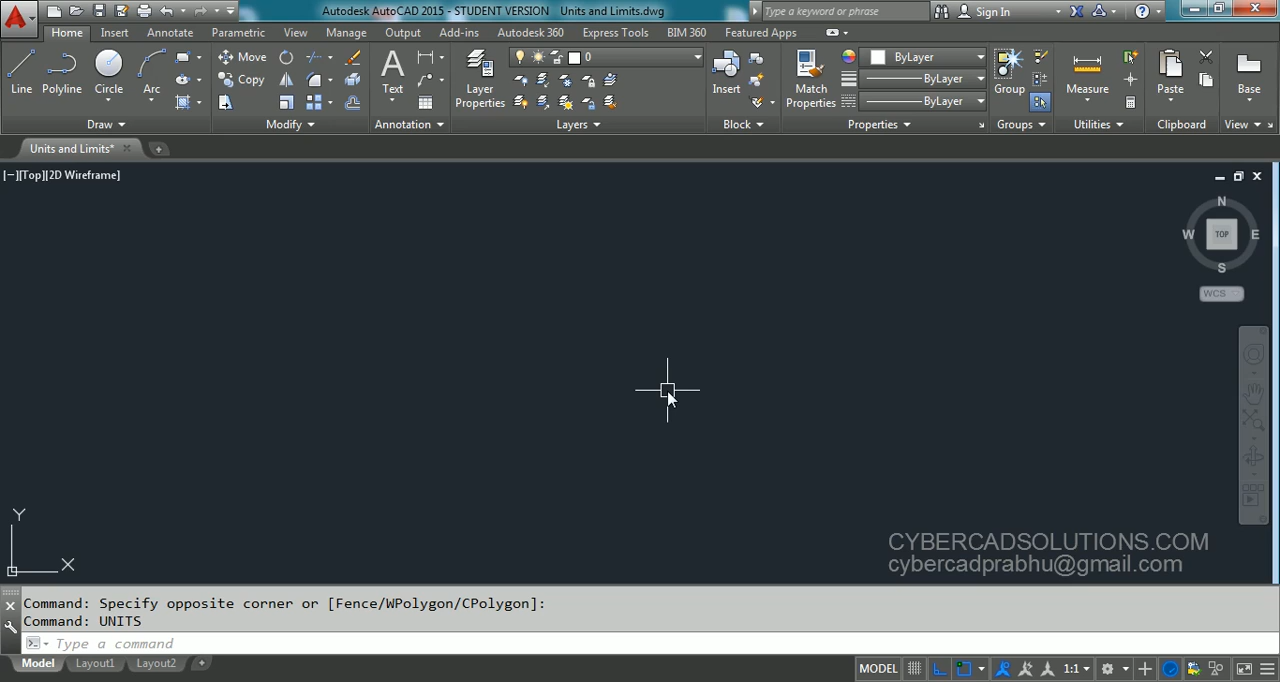 Autodesk AutoCAD 2015 - STUDENT VERSION Units and Limits.dwg
Type a keyword or phrase
Sign In
Home Insert Annotate Parametric View Manage Output Add-ins Autodesk 360 Express Tools BIM 360 Featured Apps
Line Polyline Circle Arc
Move
Copy
Text
Layer
Properties
0
Insert
Match
Properties
ByLayer
ByLayer
ByLayer
Group
Measure
Paste
Base
Draw Modify Annotation Layers Block Properties Groups Utilities Clipboard View
Units and Limits*
[−][Top][2D Wireframe]
N
W TOP E
S
WCS
Y
X
CYBERCADSOLUTIONS.COM
cybercadprabhu@gmail.com
Command: Specify opposite corner or [Fence/WPolygon/CPolygon]:
Command: UNITS
Type a command
Model Layout1 Layout2
MODEL 1:1